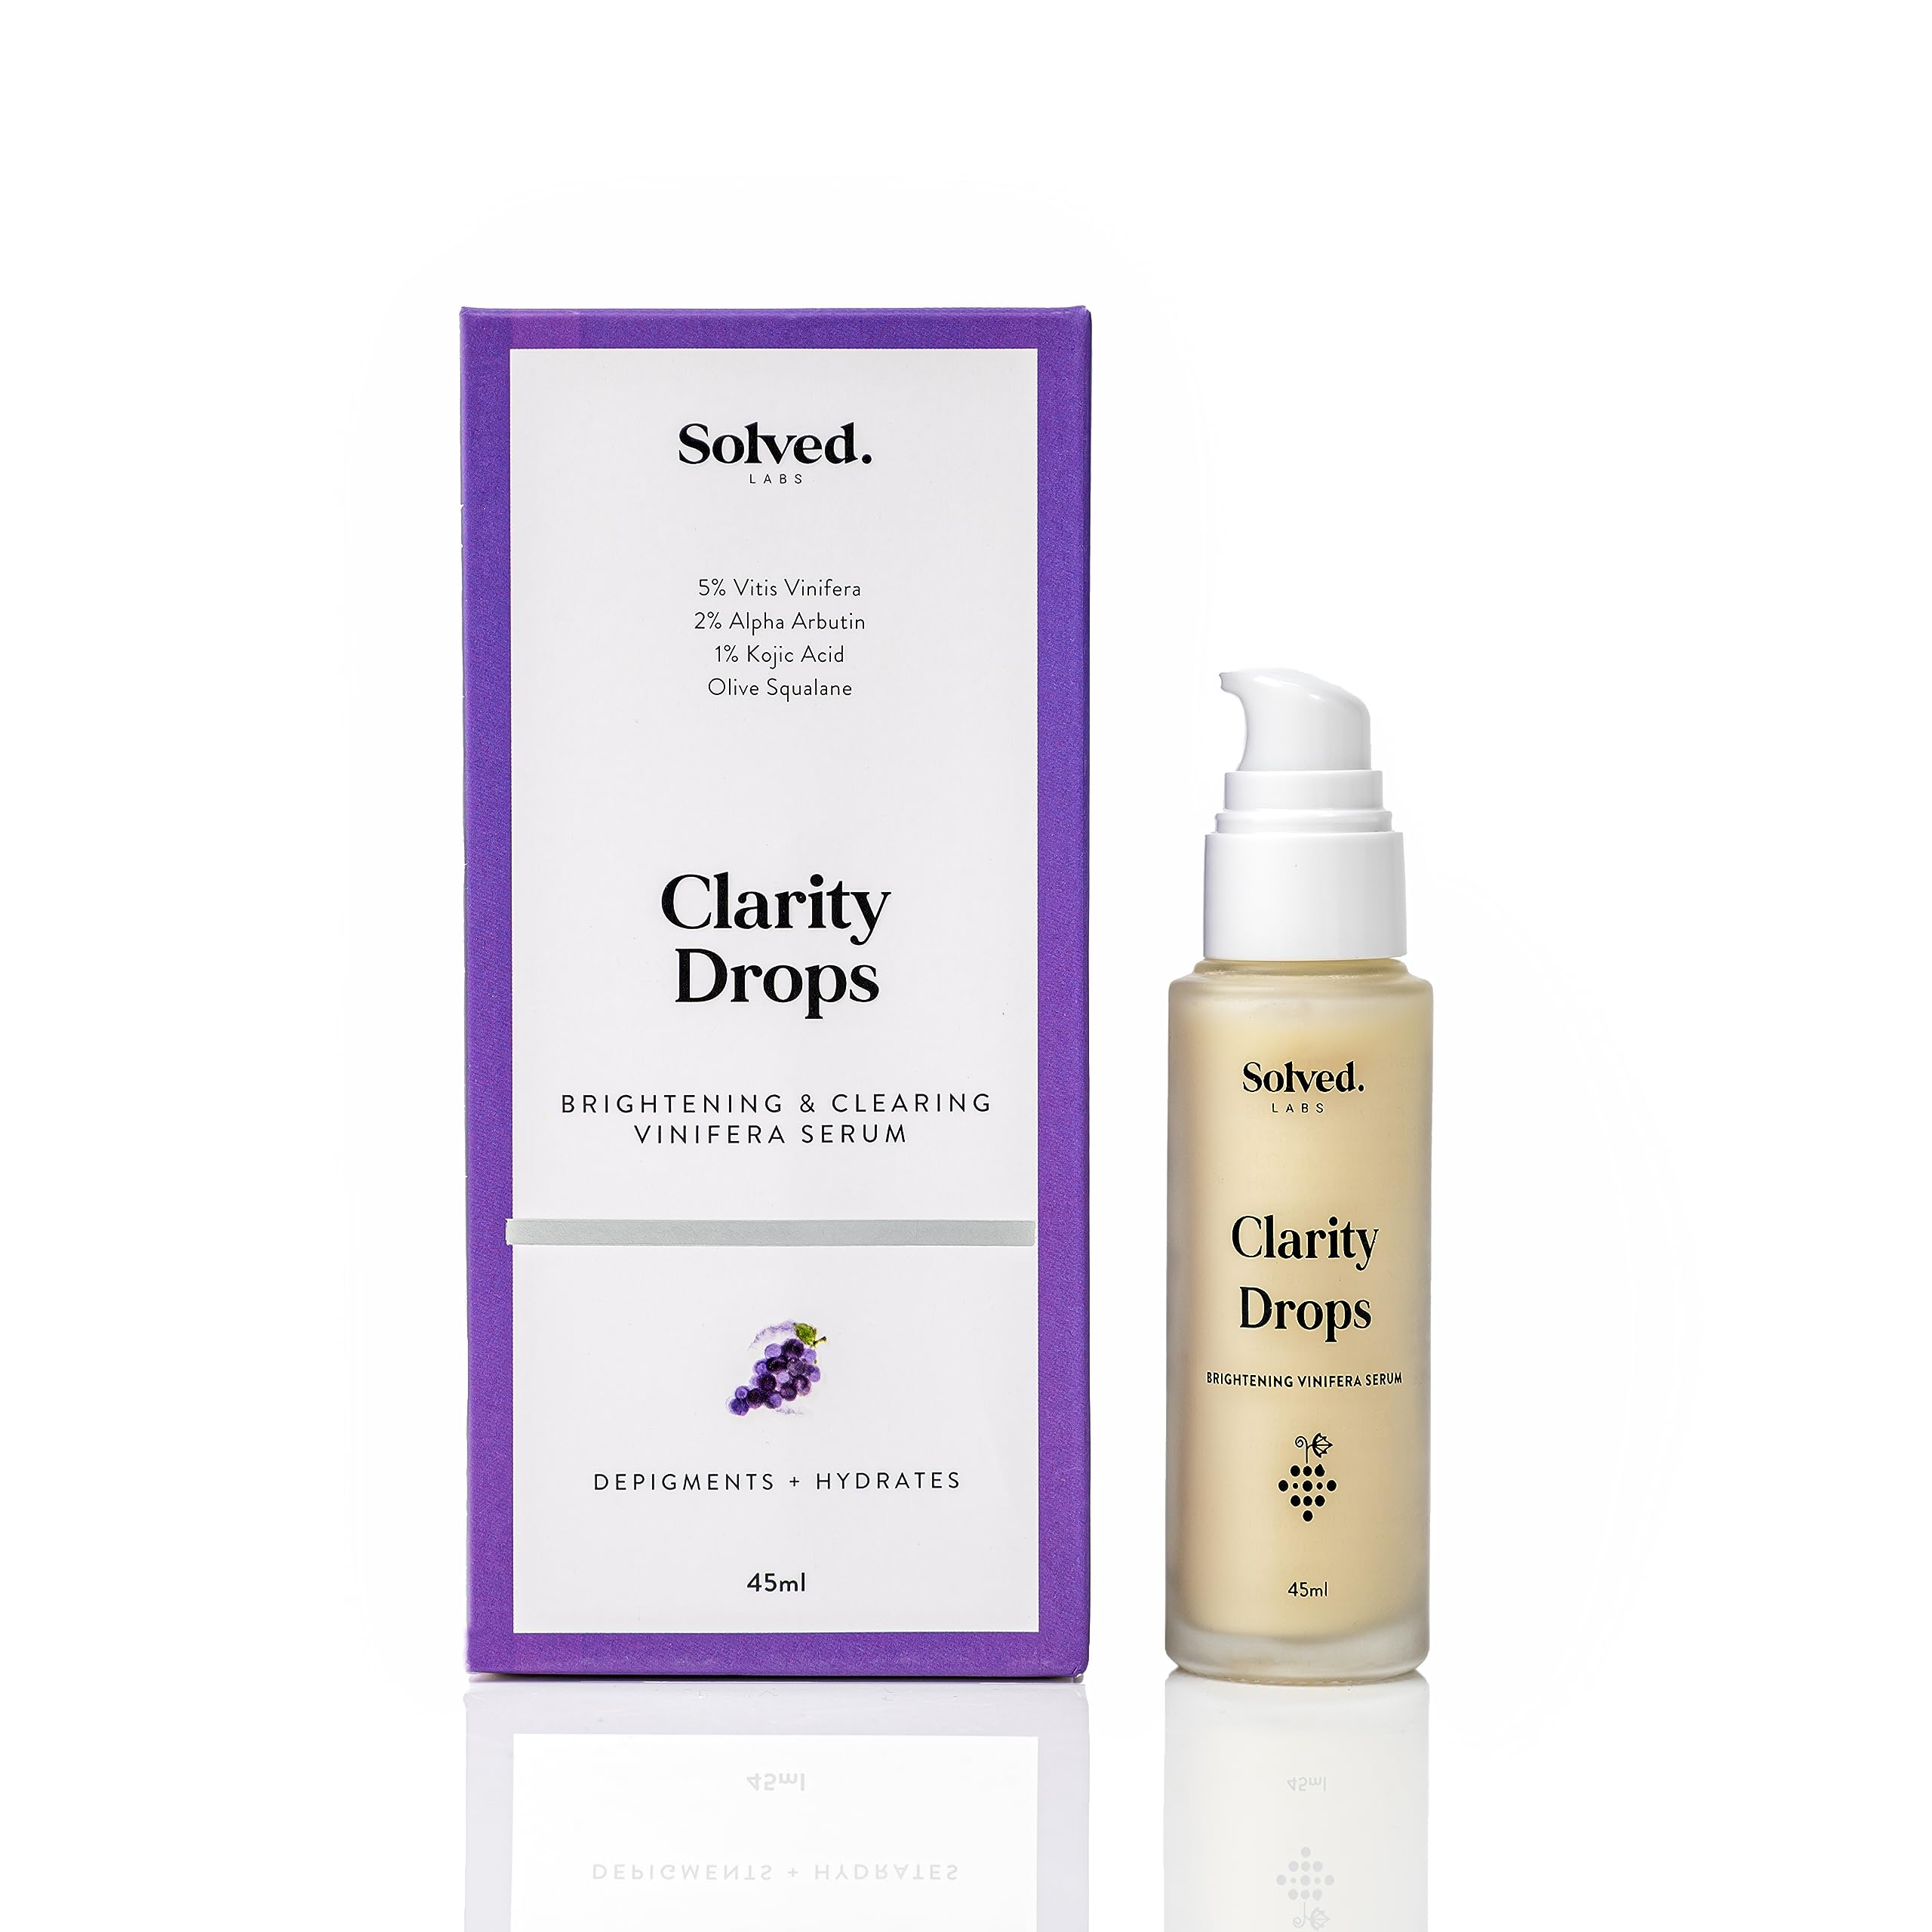 Solved.
LABS
5% Vitis Vinifera
2% Alpha Arbutin
1% Kojic Acid
Olive Squalane
Clarity
Drops
BRIGHTENING & CLEARING
VINIFERA SERUM
DEPIGMENTS + HYDRATES
45ml
Solved.
LABS
Clarity
Drops
BRIGHTENING VINIFERA SERUM
45ml